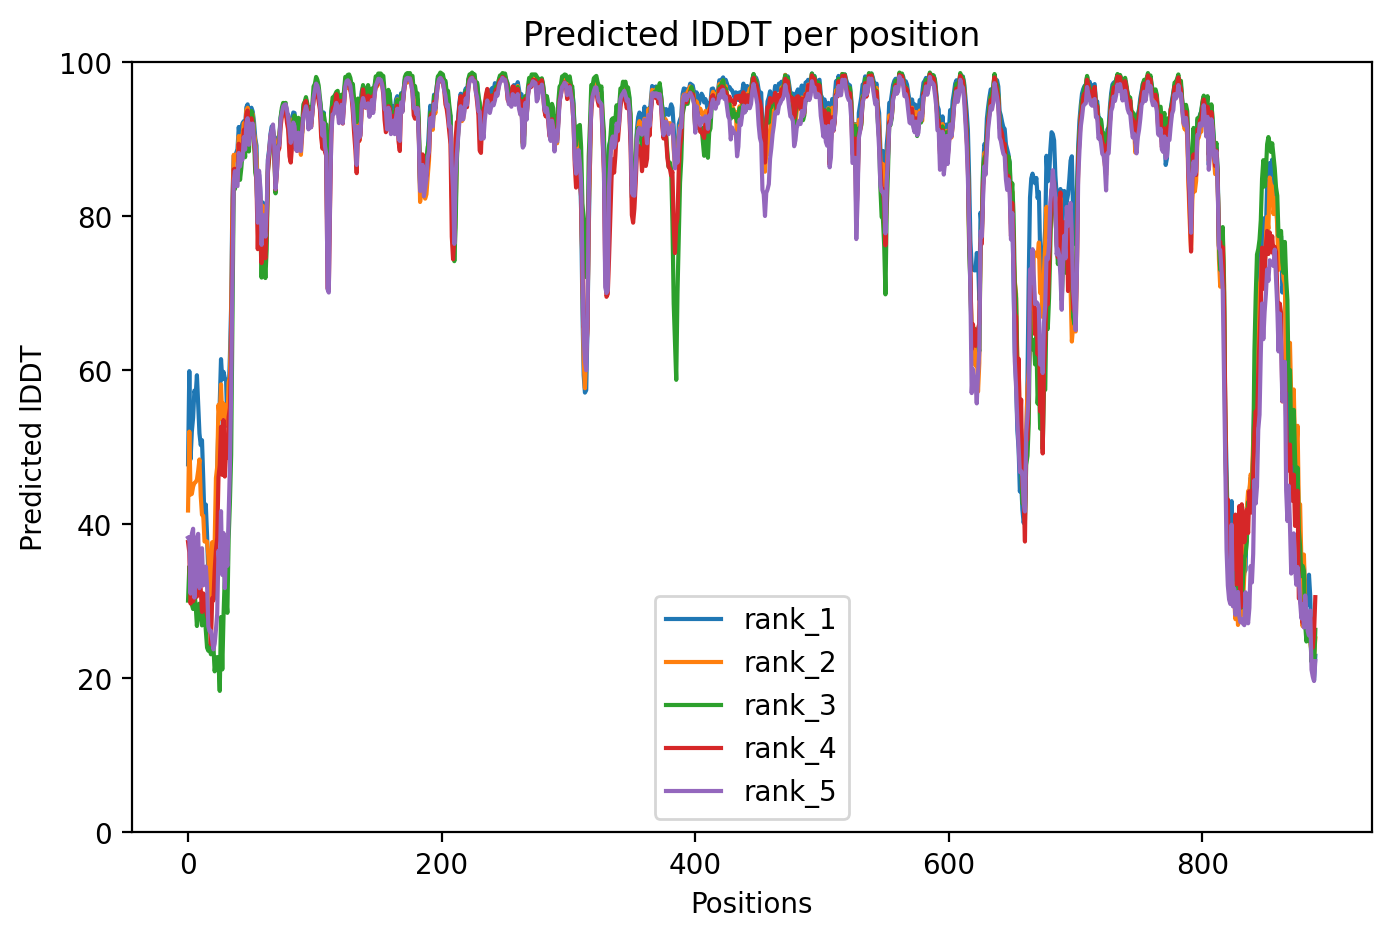 Predicted lDDT per position
100
80
60
40
20
0
Predicted lDDT
0 200 400 600 800
Positions
rank_1
rank_2
rank_3
rank_4
rank_5